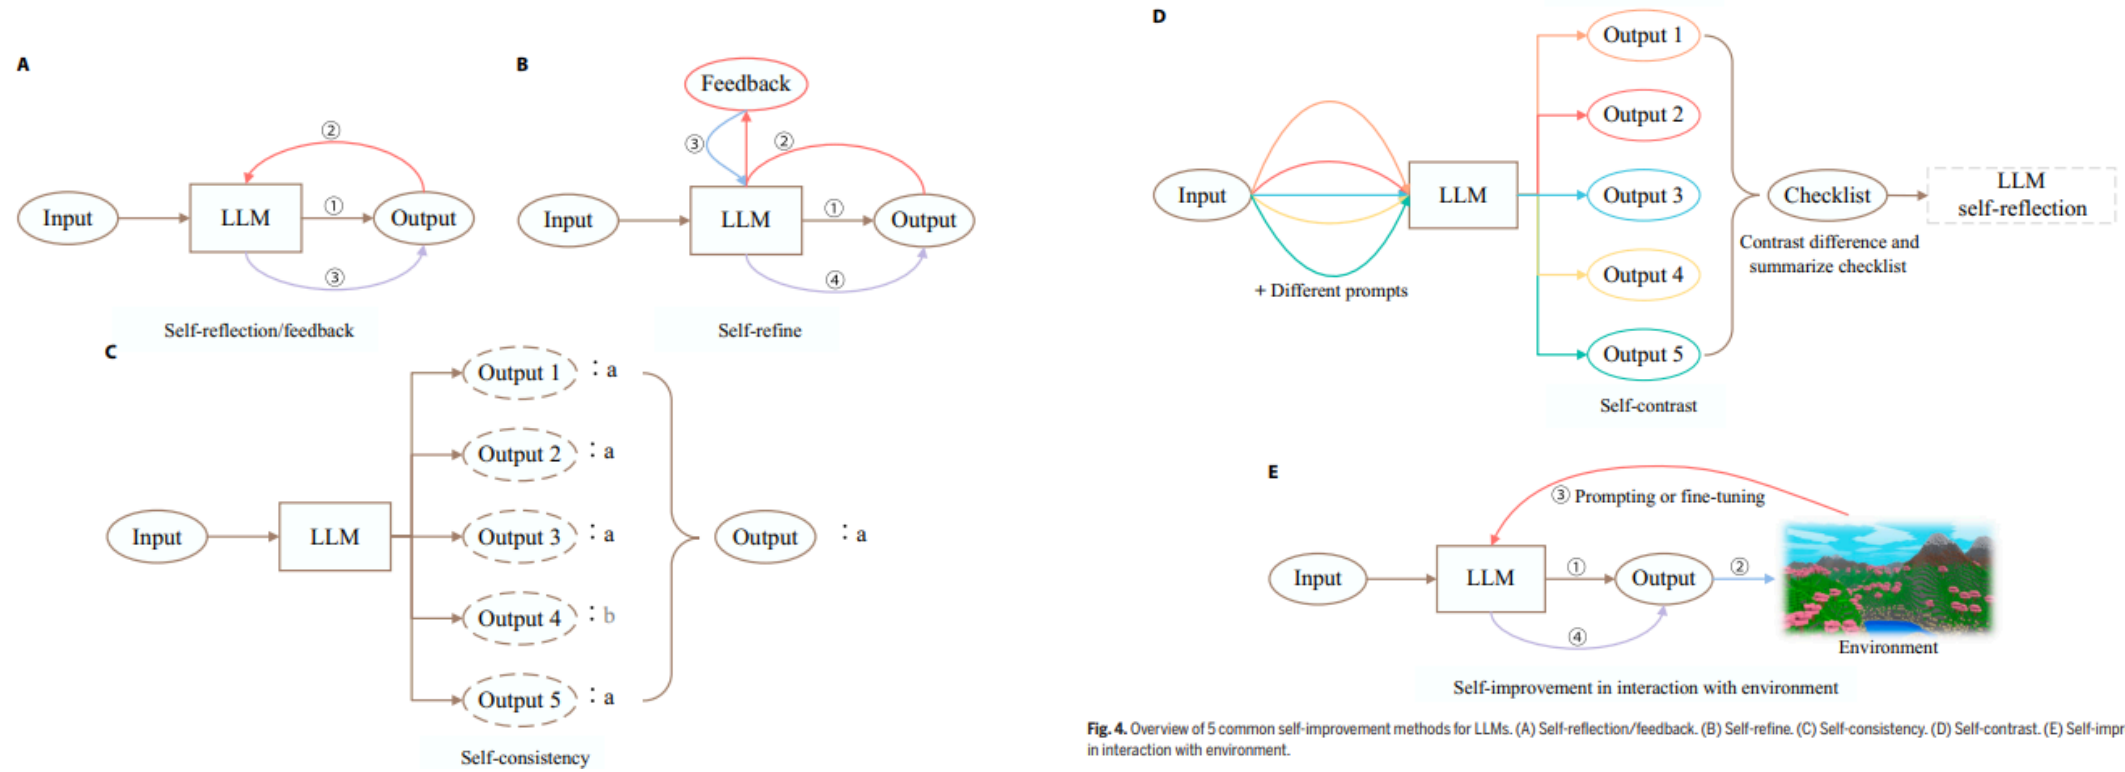 A
②
Input
LLM
①
Output
③
Self-reflection/feedback
B
Feedback
③
②
Input
LLM
①
Output
④
Self-refine
C
Output 1 : a
Output 2 : a
Input
LLM
Output 3 : a
Output : a
Output 4 : b
Output 5 : a
Self-consistency
D
Input
+ Different prompts
LLM
Output 1
Output 2
Output 3
Output 4
Output 5
Checklist
Contrast difference and
summarize checklist
LLM
self-reflection
Self-contrast
E
③ Prompting or fine-tuning
Input
LLM
①
Output
②
④
Environment
Self-improvement in interaction with environment
Fig. 4. Overview of 5 common self-improvement methods for LLMs. (A) Self-reflection/feedback. (B) Self-refine. (C) Self-consistency. (D) Self-contrast. (E) Self-impr
in interaction with environment.